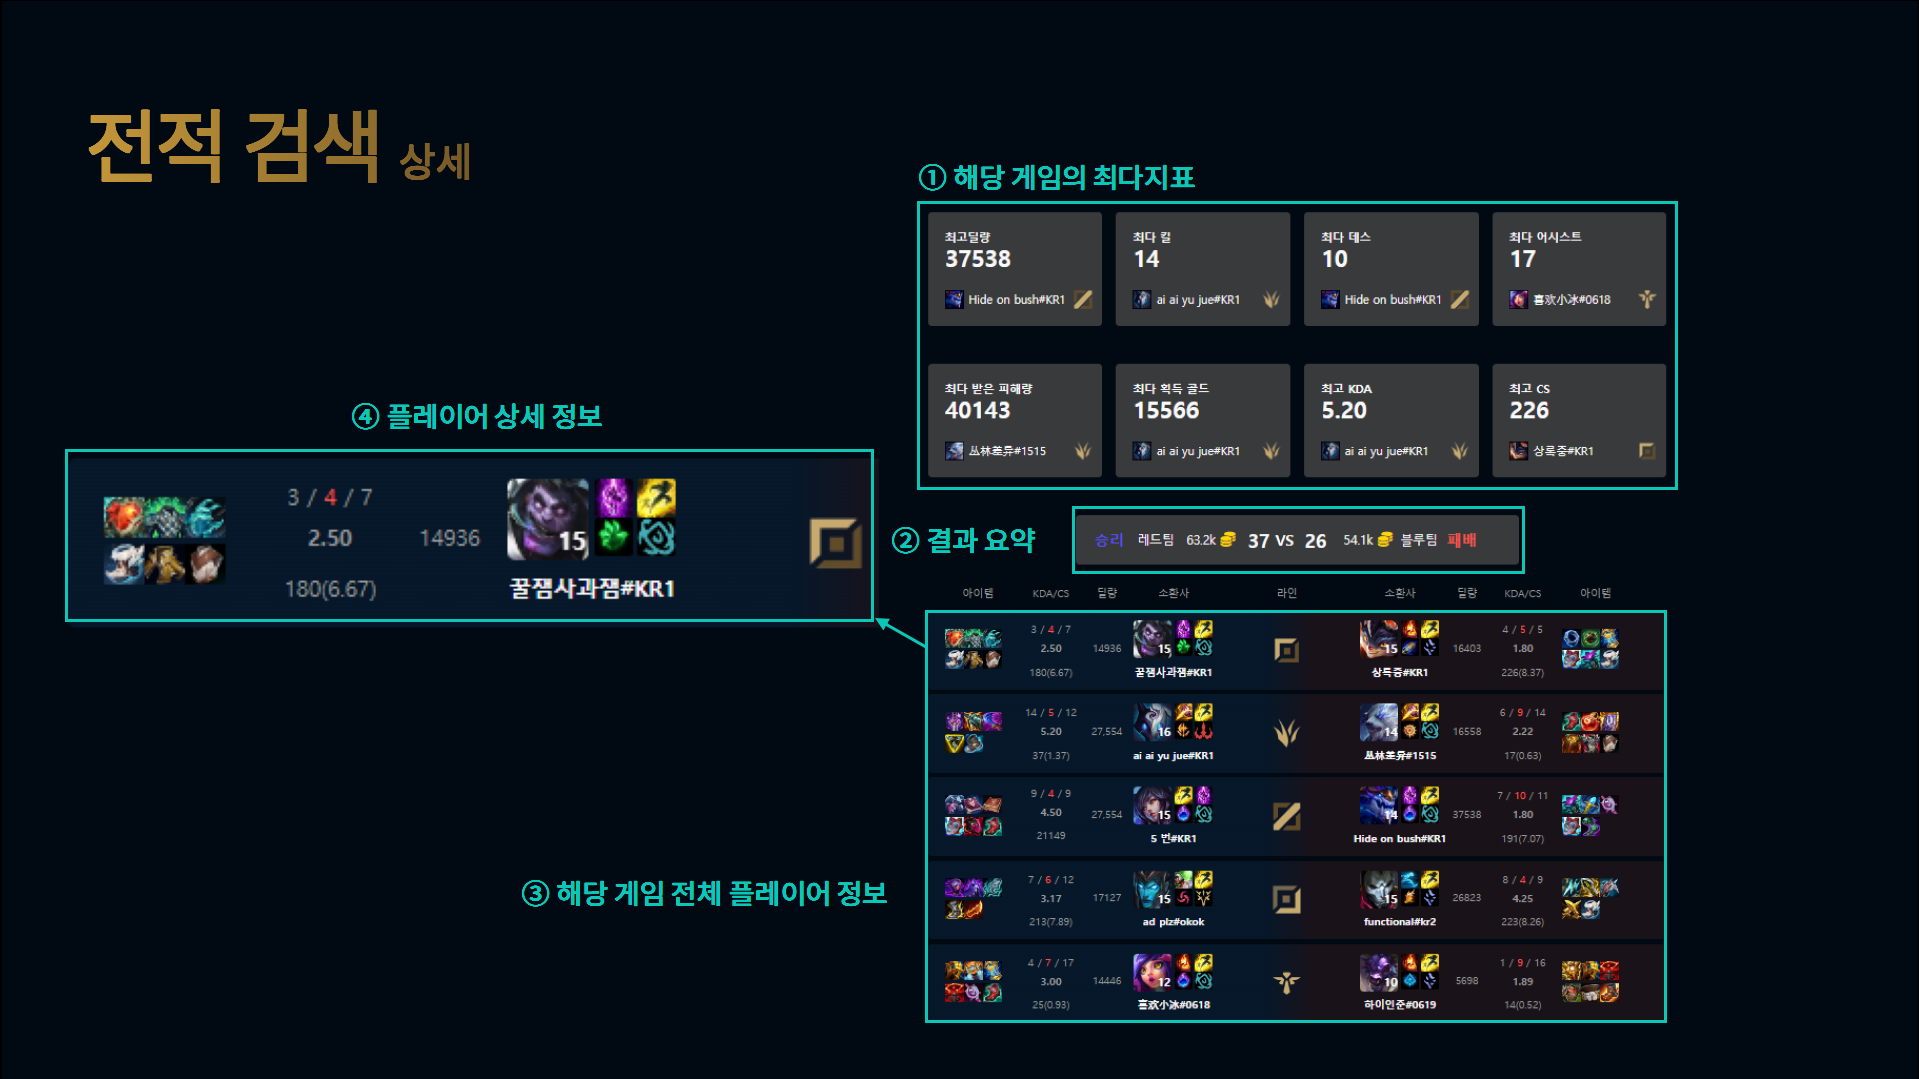 전적 검색 상세
① 해당 게임의 최다지표
최고딜량
37538
Hide on bush#KR1
최다 킬
14
ai ai yu jue#KR1
최다 데스
10
Hide on bush#KR1
최다 어시스트
17
喜欢小冰#0618
최다 받은 피해량
40143
丛林差异#1515
최다 획득 골드
15566
ai ai yu jue#KR1
최고 KDA
5.20
ai ai yu jue#KR1
최고 CS
226
상록중#KR1
④ 플레이어 상세 정보
3 / 4 / 7
2.50
14936
180(6.67)
15
꿀잼사과잼#KR1
② 결과 요약
승리 레드팀 63.2k 37 VS 26 54.1k 블루팀 패배
아이템 KDA/CS 딜량 소환사 라인 소환사 딜량 KDA/CS 아이템
3 / 4 / 7
2.50
180(6.67)
14936
15
꿀잼사과잼#KR1
15
상록중#KR1
16403
4 / 5 / 5
1.80
226(8.37)
14 / 5 / 12
5.20
37(1.37)
27,554
16
ai ai yu jue#KR1
14
丛林差异#1515
16558
6 / 9 / 14
2.22
17(0.63)
9 / 4 / 9
4.50
21149
27,554
15
5 번#KR1
14
Hide on bush#KR1
37538
7 / 10 / 11
1.80
191(7.07)
③ 해당 게임 전체 플레이어 정보
7 / 6 / 12
3.17
213(7.89)
17127
15
ad plz#okok
15
functional#kr2
26823
8 / 4 / 9
4.25
223(8.26)
4 / 7 / 17
3.00
25(0.93)
14446
12
喜欢小冰#0618
10
하이인준#0619
5698
1 / 9 / 16
1.89
14(0.52)